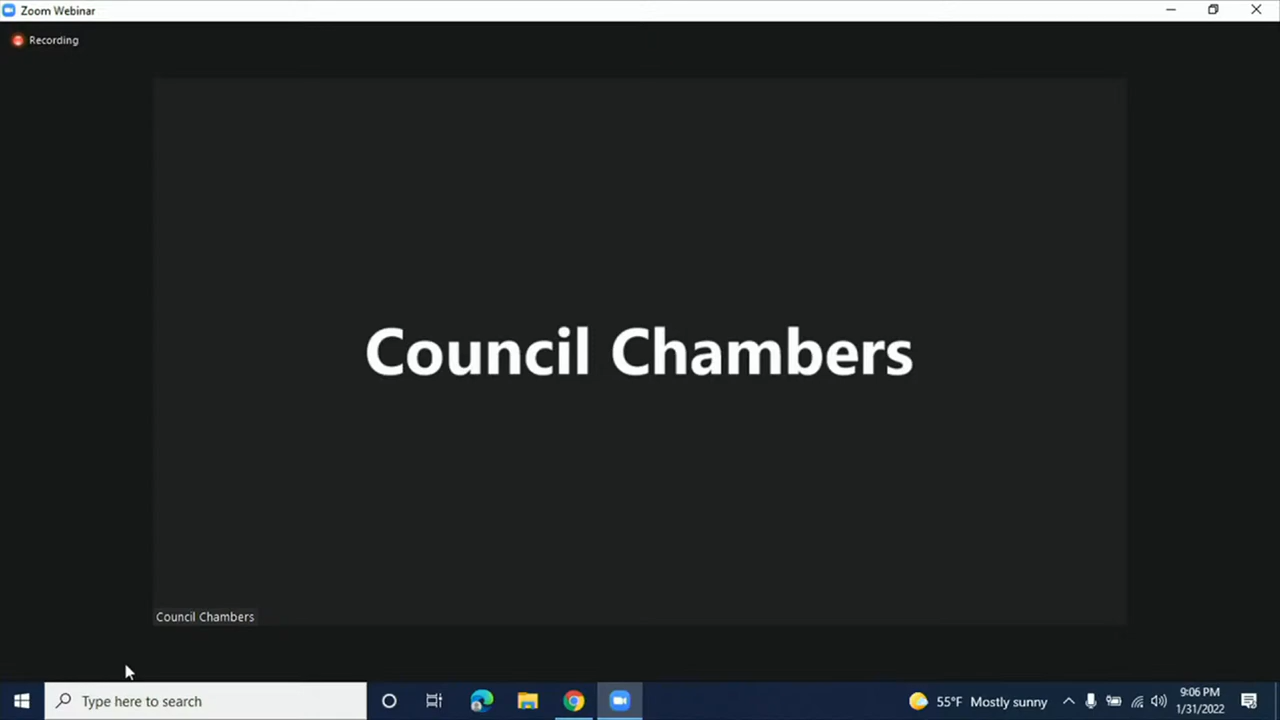 Zoom Webinar
Recording
Council Chambers
Council Chambers
Type here to search
55°F Mostly sunny
9:06 PM
1/31/2022